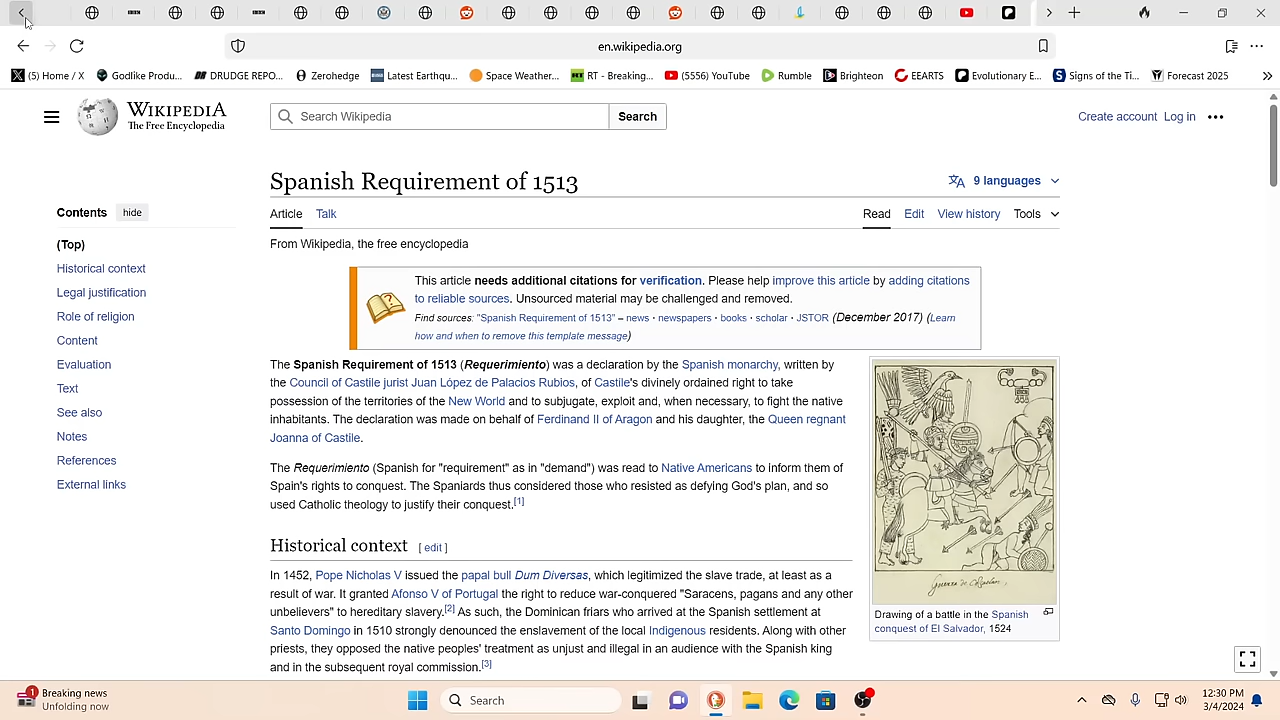 en.wikipedia.org
(5) Home / X
Godlike Produ...
DRUDGE REPO...
Zerohedge
Latest Earthqu...
Space Weather...
RT - Breaking...
(5556) YouTube
Rumble
Brighteon
EEARTS
Evolutionary E...
Signs of the Ti...
Forecast 2025
WIKIPEDIA
The Free Encyclopedia
Search Wikipedia
Search
Create account Log in
Spanish Requirement of 1513
9 languages
Contents hide
Article Talk
Read Edit View history Tools
(Top)
Historical context
Legal justification
Role of religion
Content
Evaluation
Text
See also
Notes
References
External links
From Wikipedia, the free encyclopedia
This article needs additional citations for verification. Please help improve this article by adding citations
to reliable sources. Unsourced material may be challenged and removed.
Find sources: "Spanish Requirement of 1513" – news · newspapers · books · scholar · JSTOR (December 2017) (Learn
how and when to remove this template message)
The Spanish Requirement of 1513 (Requerimiento) was a declaration by the Spanish monarchy, written by
the Council of Castile jurist Juan López de Palacios Rubios, of Castile's divinely ordained right to take
possession of the territories of the New World and to subjugate, exploit and, when necessary, to fight the native
inhabitants. The declaration was made on behalf of Ferdinand II of Aragon and his daughter, the Queen regnant
Joanna of Castile.
The Requerimiento (Spanish for "requirement" as in "demand") was read to Native Americans to inform them of
Spain's rights to conquest. The Spaniards thus considered those who resisted as defying God's plan, and so
used Catholic theology to justify their conquest.[1]
Historical context [ edit ]
In 1452, Pope Nicholas V issued the papal bull Dum Diversas, which legitimized the slave trade, at least as a
result of war. It granted Afonso V of Portugal the right to reduce war-conquered "Saracens, pagans and any other
unbelievers" to hereditary slavery.[2] As such, the Dominican friars who arrived at the Spanish settlement at
Santo Domingo in 1510 strongly denounced the enslavement of the local Indigenous residents. Along with other
priests, they opposed the native peoples' treatment as unjust and illegal in an audience with the Spanish king
and in the subsequent royal commission.[3]
Drawing of a battle in the Spanish
conquest of El Salvador, 1524
1
Breaking news
Unfolding now
Search
12:30 PM
3/4/2024